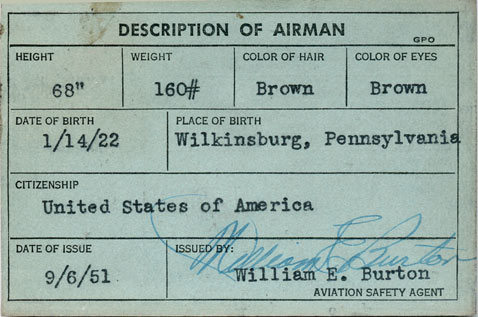 DESCRIPTION OF AIRMAN
GPO
HEIGHT WEIGHT COLOR OF HAIR COLOR OF EYES
68" 160# Brown Brown
DATE OF BIRTH PLACE OF BIRTH
1/14/22 Wilkinsburg, Pennsylvania
CITIZENSHIP
United States of America
DATE OF ISSUE ISSUED BY:
William E. Burton
9/6/51 William E. Burton
AVIATION SAFETY AGENT